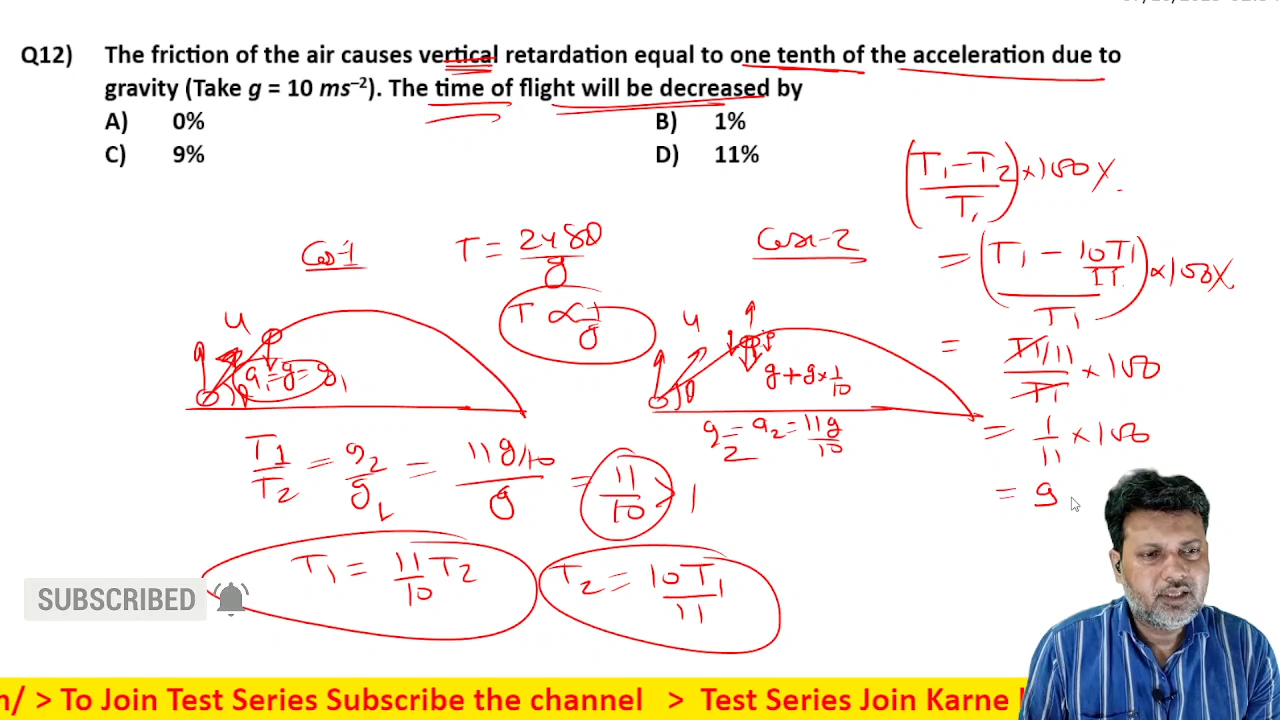 Q12) The friction of the air causes vertical retardation equal to one tenth of the acceleration due to
gravity (Take g = 10 ms⁻²). The time of flight will be decreased by
A) 0% B) 1%
C) 9% D) 11%
(T₁-T₂/T₁)×100%
Case-1
T = 2usinθ/g
Case-2
= (T₁ - 10T₁/11/T₁)×100%
T ∝ 1/g
u
θ
a₁=g=g₁
u
θ
g+g×1/10
= T₁/11/T₁ × 100
g₂=a₂=11g/10
= 1/11 × 100
T₁/T₂ = g₂/g₁ = 11g/10/g = 11/10 > 1
= 9
T₁ = 11/10 T₂
T₂ = 10T₁/11
SUBSCRIBED
> To Join Test Series Subscribe the channel > Test Series Join Karne